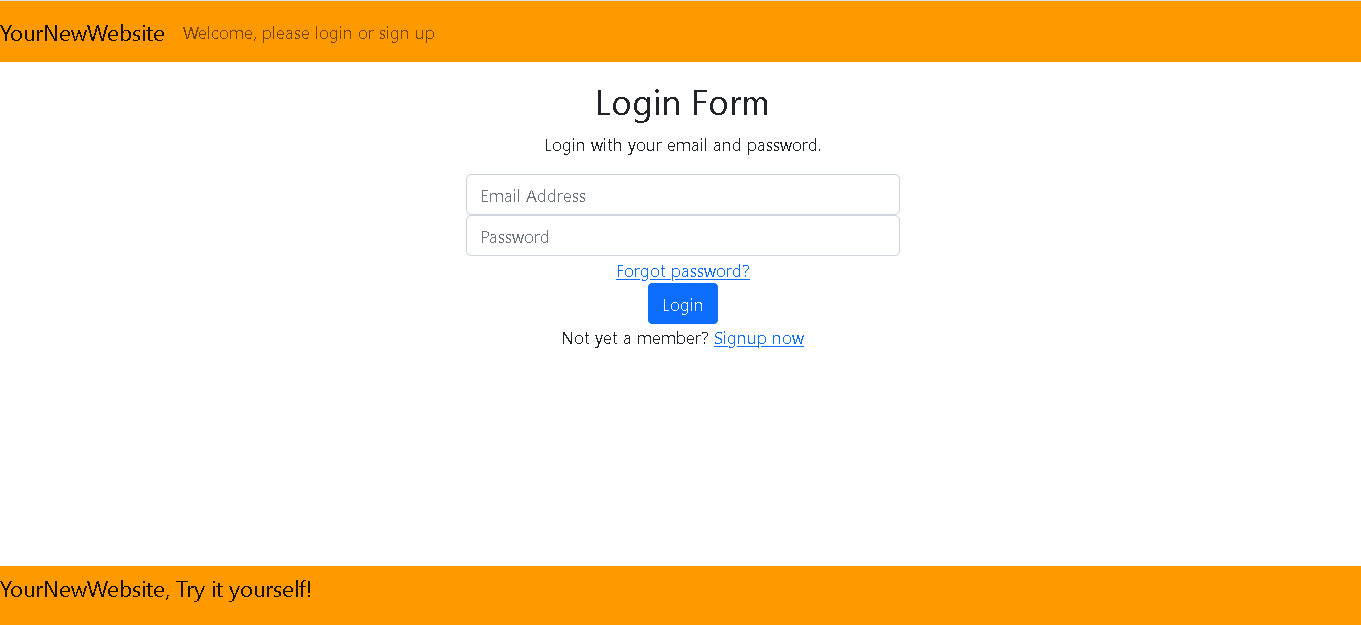 YourNewWebsite Welcome, please login or sign up
Login Form
Login with your email and password.
Email Address
Password
Forgot password?
Login
Not yet a member? Signup now
YourNewWebsite, Try it yourself!